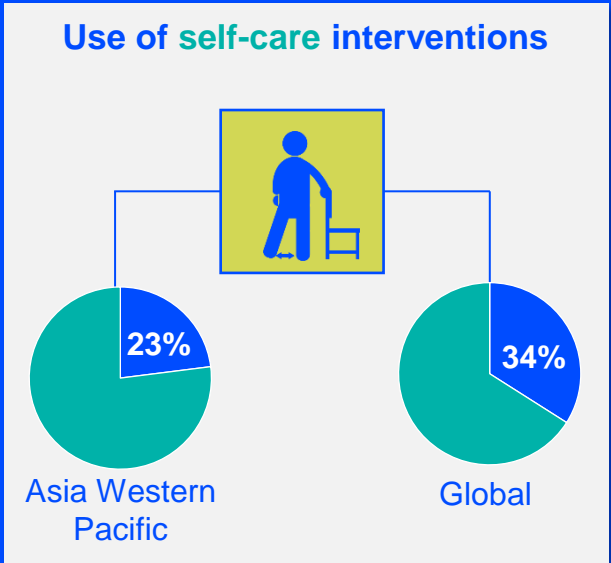 Use of self-care interventions
23%
34%
Asia Western
Pacific
Global